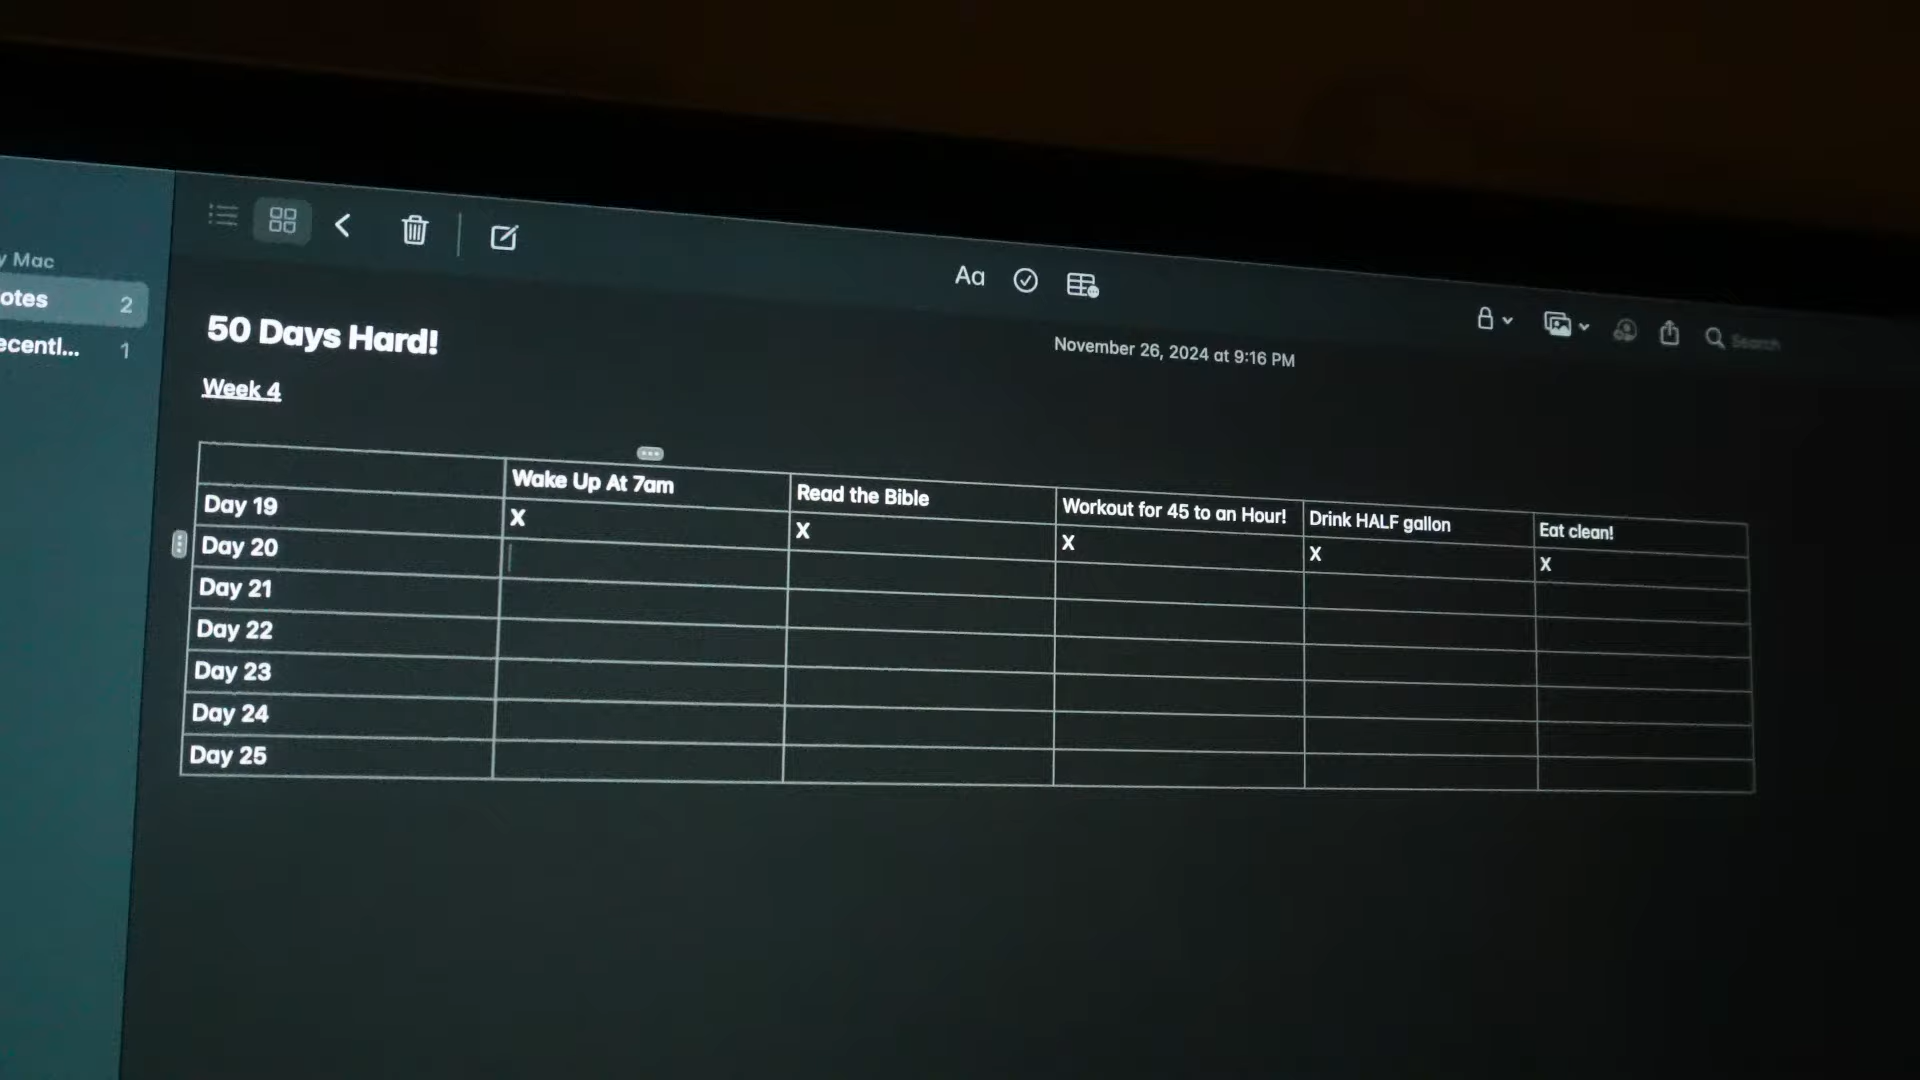 y Mac
otes 2
ecentl... 1
Aa
Search
50 Days Hard!
November 26, 2024 at 9:16 PM
Week 4
Wake Up At 7am Read the Bible Workout for 45 to an Hour! Drink HALF gallon Eat clean!
Day 19 X X X X X
Day 20
Day 21
Day 22
Day 23
Day 24
Day 25